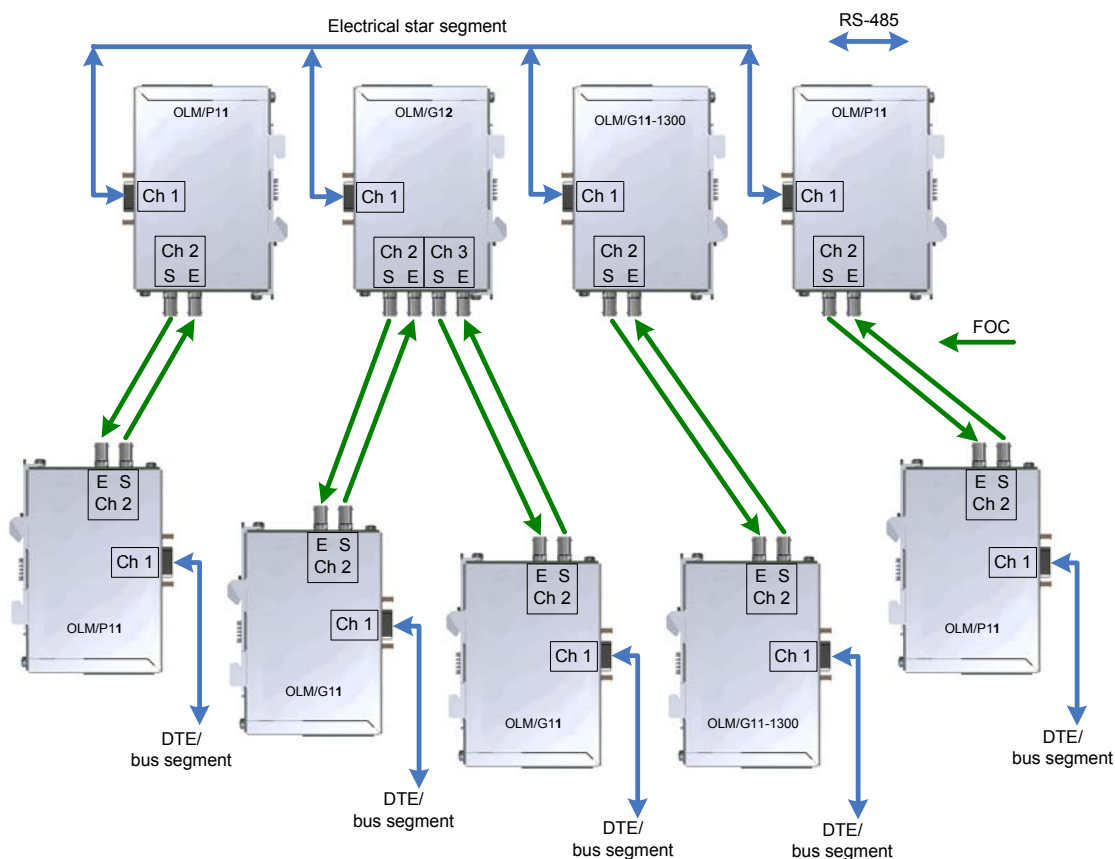 Electrical star segment
RS-485
OLM/P11
OLM/G12
OLM/G11-1300
OLM/P11
Ch 1
Ch 1
Ch 1
Ch 1
Ch 2
S E
Ch 2 Ch 3
S E S E
Ch 2
S E
Ch 2
S E
FOC
E S
Ch 2
Ch 1
OLM/P11
DTE/
bus segment
E S
Ch 2
Ch 1
OLM/G11
DTE/
bus segment
E S
Ch 2
Ch 1
OLM/G11
DTE/
bus segment
E S
Ch 2
Ch 1
OLM/G11-1300
DTE/
bus segment
E S
Ch 2
Ch 1
OLM/P11
DTE/
bus segment